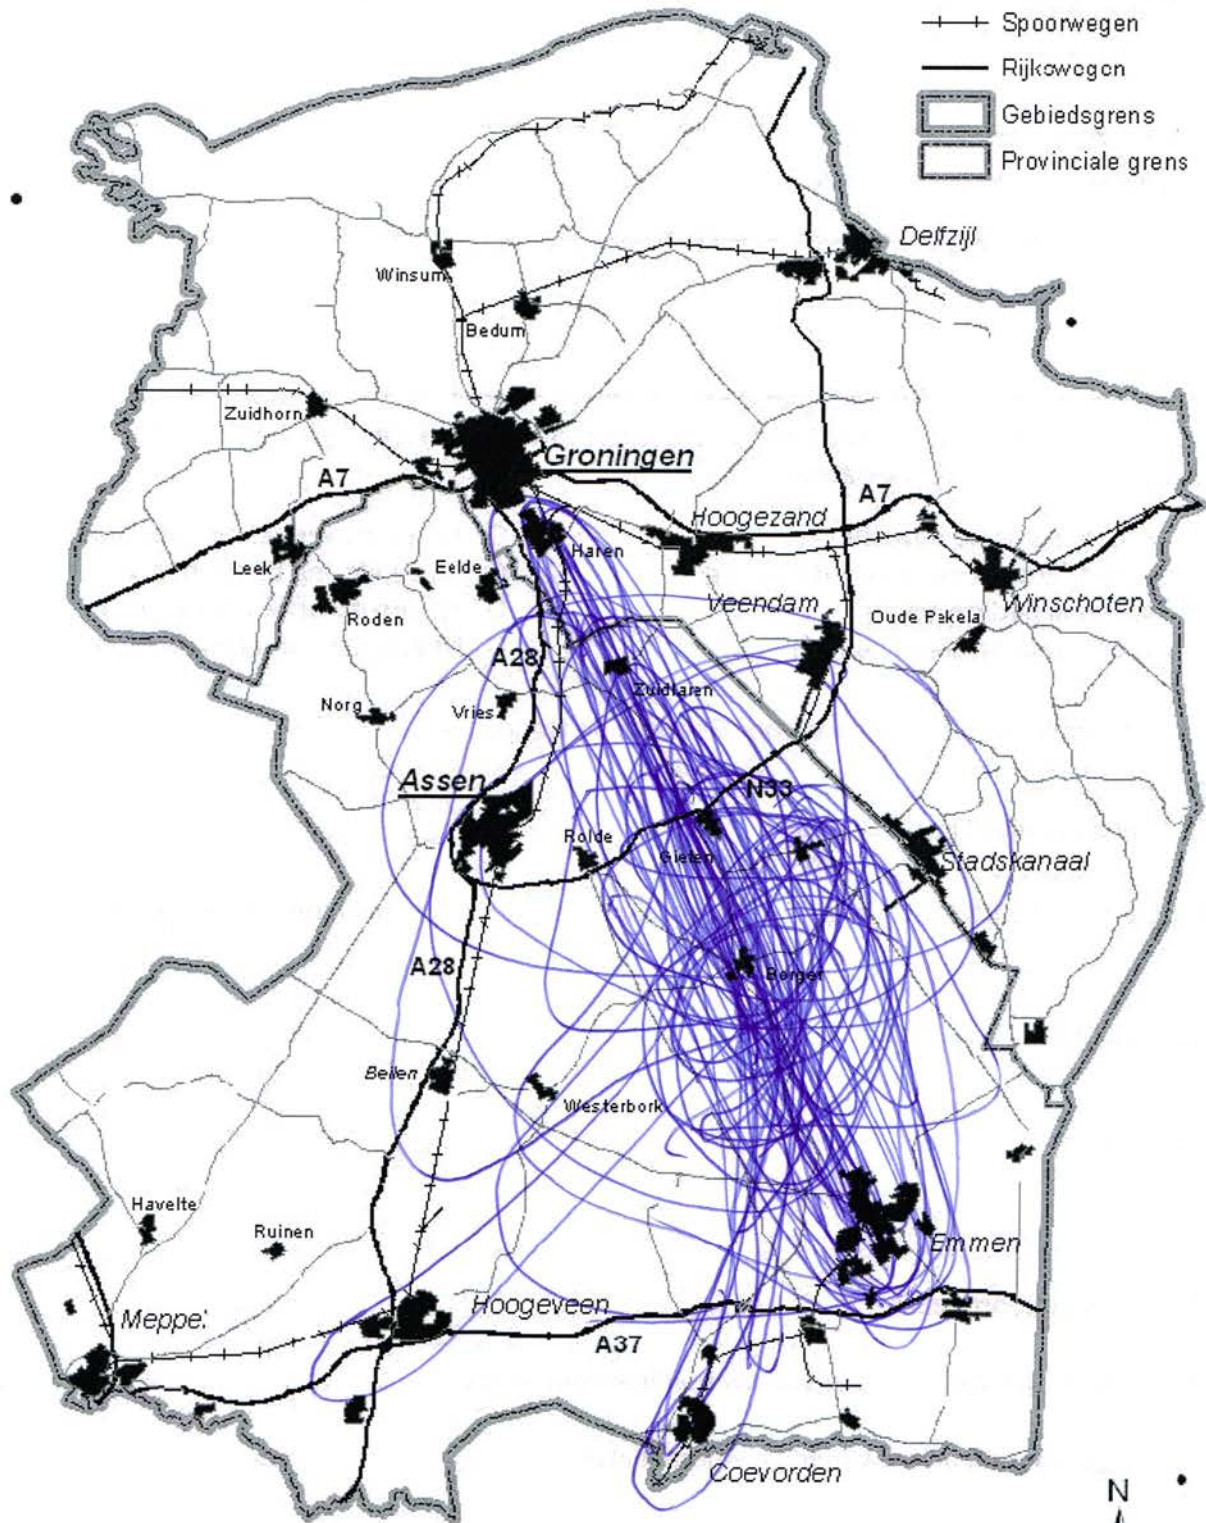 Spoorwegen
Rijkswegen
Gebiedsgrens
Provinciale grens
Delfzijl
Winsum
Bedum
Zuidhorn
Groningen
A7
A7
Hoogezand
Haren
Leek
Eelde
Roden
Veendam
Oude Pekela
Winschoten
A28
Zuidlaren
Norg
Vries
Assen
N33
Rolde
Gieten
Stadskanaal
A28
Borger
Beilen
Westerbork
Havelte
Ruinen
Emmen
Meppel
Hoogeveen
A37
Coevorden
N